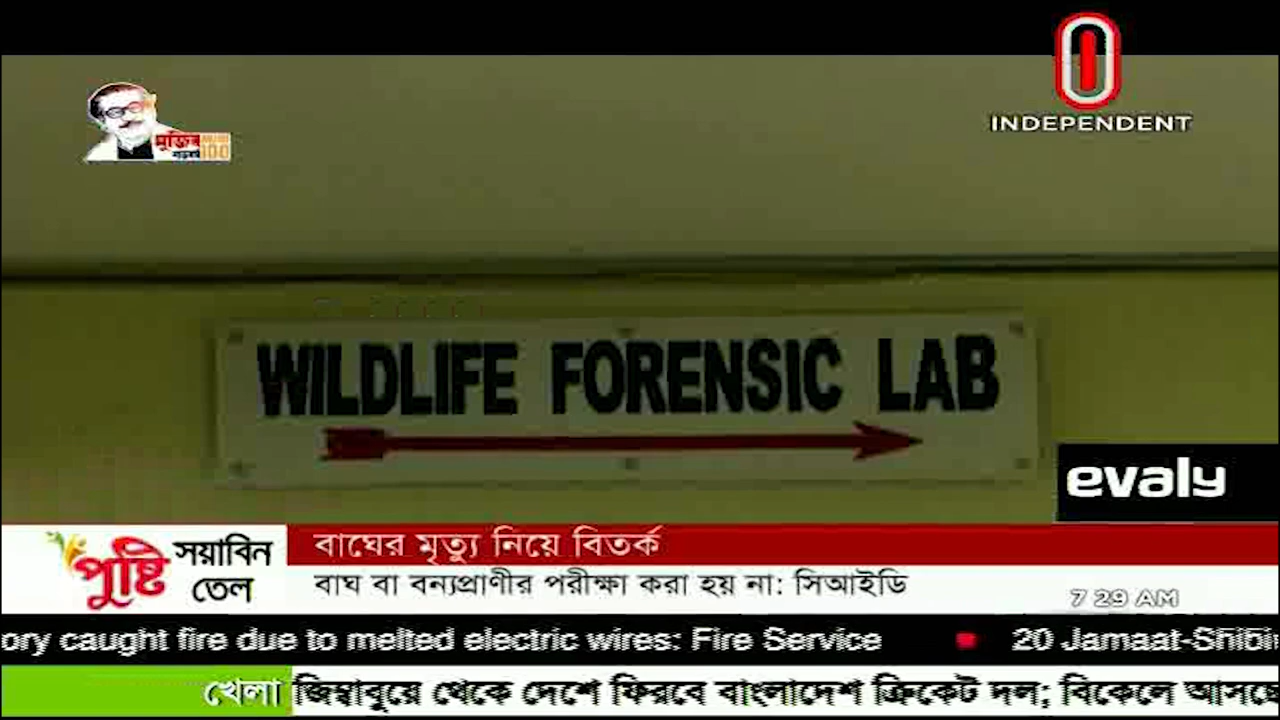 INDEPENDENT
মুজিব
100
WILDLIFE FORENSIC LAB
evaly
পুষ্টি সয়াবিন তেল
বাঘের মৃত্যু নিয়ে বিতর্ক
বাঘ বা বন্যপ্রাণীর পরীক্ষা করা হয় না: সিআইডি
7 29 AM
ory caught fire due to melted electric wires: Fire Service
20 Jamaat-Shibi
খেলা
জিম্বাবুয়ে থেকে দেশে ফিরবে বাংলাদেশ ক্রিকেট দল; বিকেলে আসছে